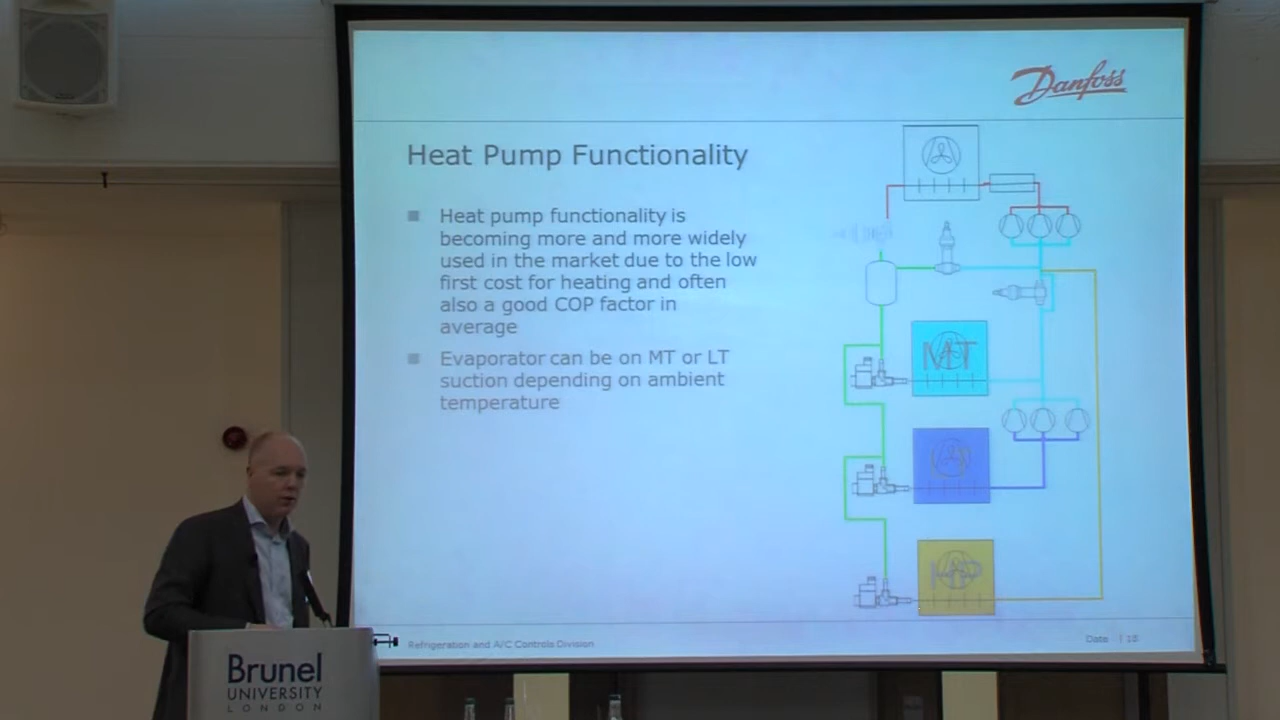 Danfoss
Heat Pump Functionality
Heat pump functionality is
becoming more and more widely
used in the market due to the low
first cost for heating and often
also a good COP factor in
average
Evaporator can be on MT or LT
suction depending on ambient
temperature
MT
Refrigeration and A/C Controls Division
Date | 18
Brunel
UNIVERSITY
LONDON